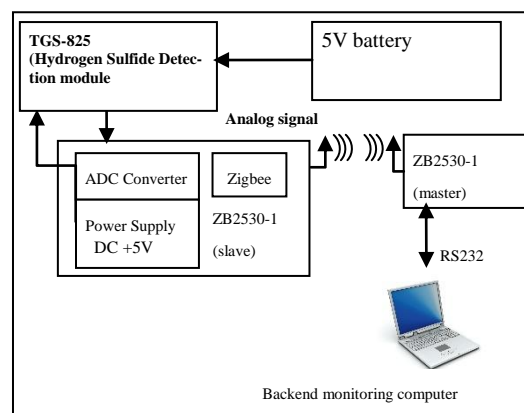 TGS-825
(Hydrogen Sulfide Detec-
tion module
5V battery
Analog signal
ADC Converter
Zigbee
Power Supply
DC +5V
ZB2530-1
(slave)
ZB2530-1
(master)
RS232
Backend monitoring computer